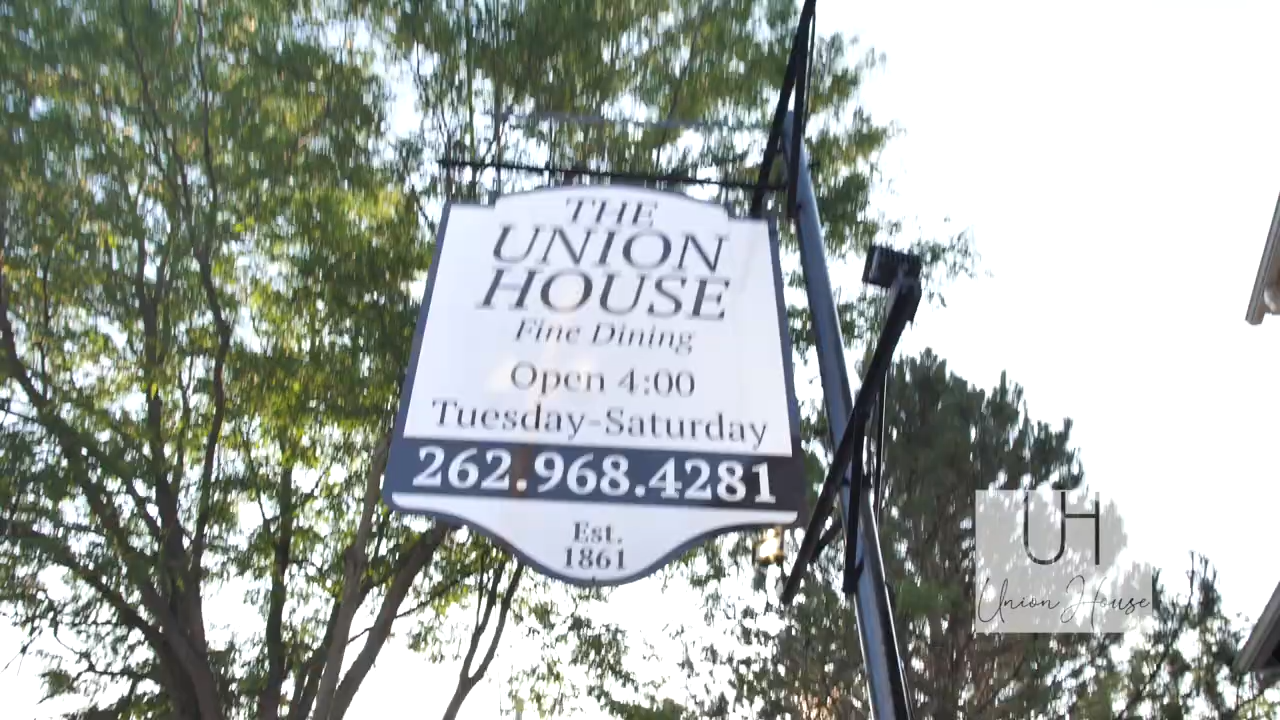 THE
UNION
HOUSE
Fine Dining
Open 4:00
Tuesday-Saturday
262.968.4281
Est.
1861
UH
Union House